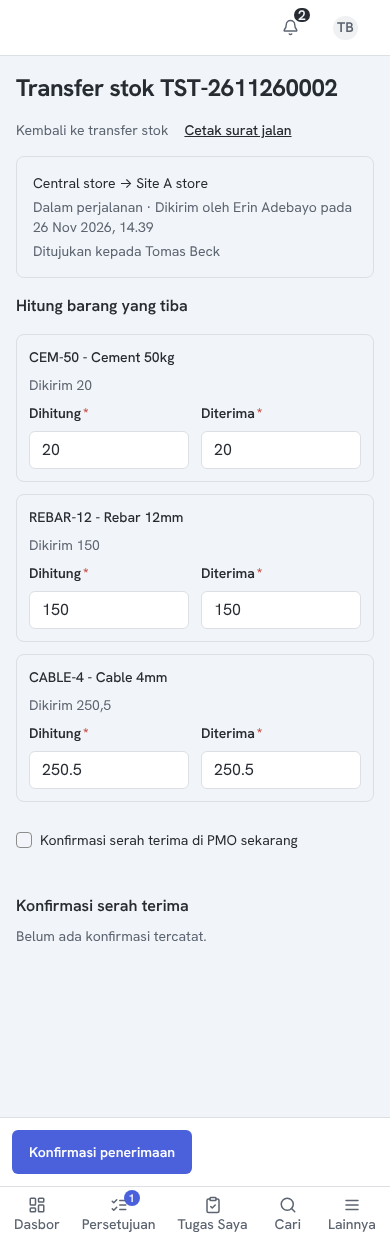 2
TB
Transfer stok TST-2611260002
Kembali ke transfer stok Cetak surat jalan
Central store → Site A store
Dalam perjalanan · Dikirim oleh Erin Adebayo pada
26 Nov 2026, 14.39
Ditujukan kepada Tomas Beck
Hitung barang yang tiba
CEM-50 - Cement 50kg
Dikirim 20
Dihitung* Diterima*
20 20
REBAR-12 - Rebar 12mm
Dikirim 150
Dihitung* Diterima*
150 150
CABLE-4 - Cable 4mm
Dikirim 250,5
Dihitung* Diterima*
250.5 250.5
Konfirmasi serah terima di PMO sekarang
Konfirmasi serah terima
Belum ada konfirmasi tercatat.
Konfirmasi penerimaan
1
Dasbor Persetujuan Tugas Saya Cari Lainnya